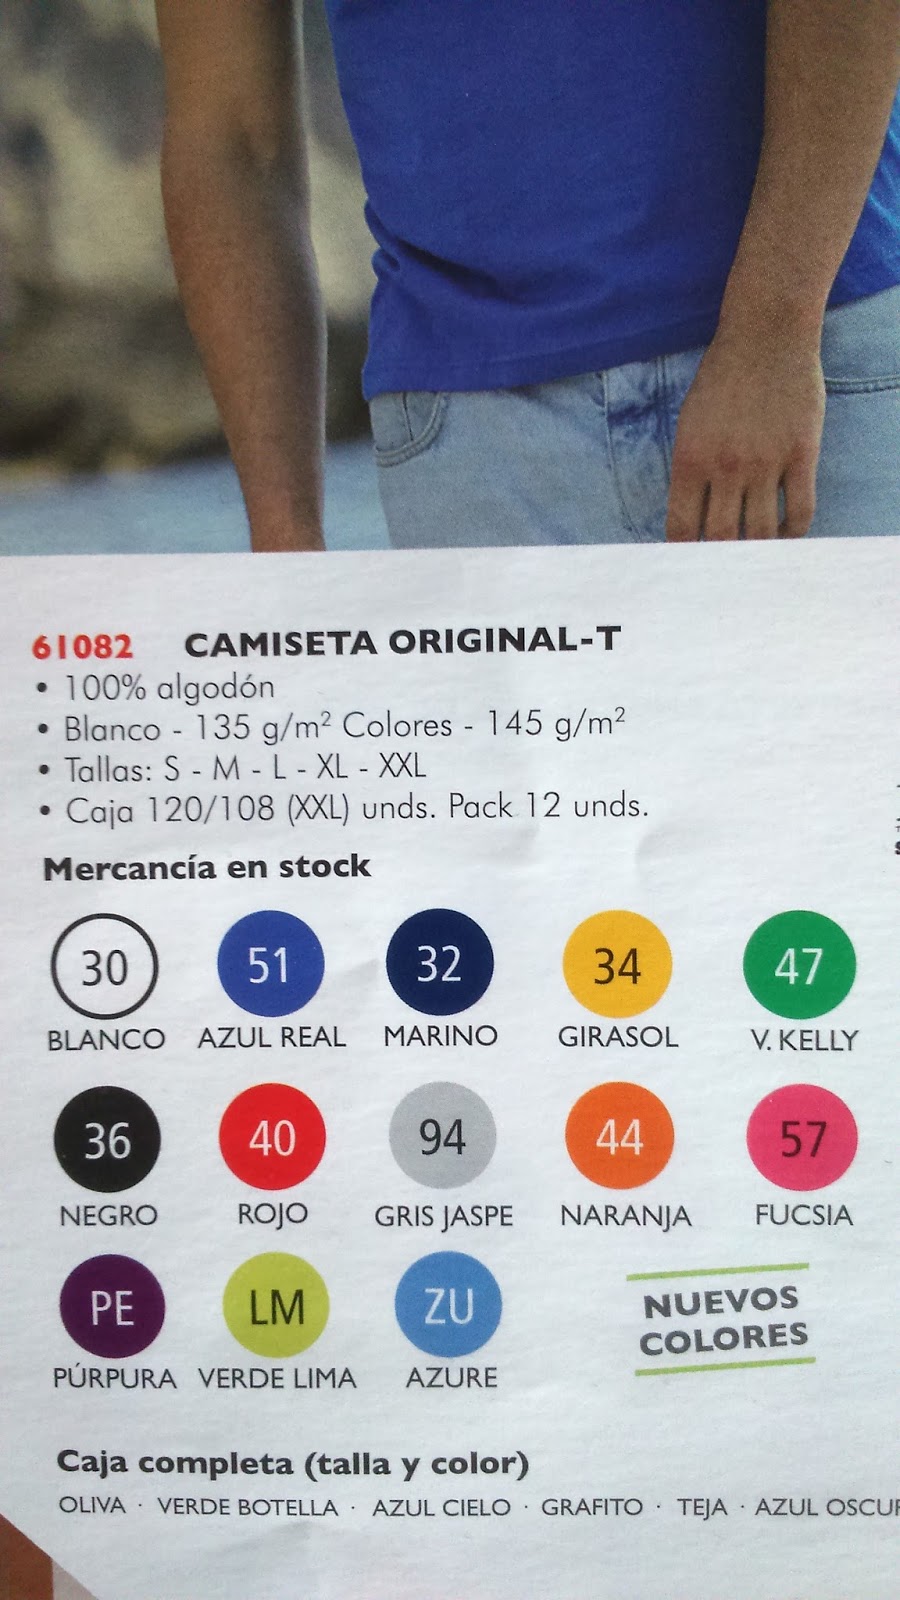 61082 CAMISETA ORIGINAL-T
• 100% algodón
• Blanco - 135 g/m² Colores - 145 g/m²
• Tallas: S - M - L - XL - XXL
• Caja 120/108 (XXL) unds. Pack 12 unds.
Mercancía en stock
30 51 32 34 47
BLANCO AZUL REAL MARINO GIRASOL V. KELLY
36 40 94 44 57
NEGRO ROJO GRIS JASPE NARANJA FUCSIA
PE LM ZU
PÚRPURA VERDE LIMA AZURE
NUEVOS
COLORES
Caja completa (talla y color)
OLIVA · VERDE BOTELLA · AZUL CIELO · GRAFITO · TEJA · AZUL